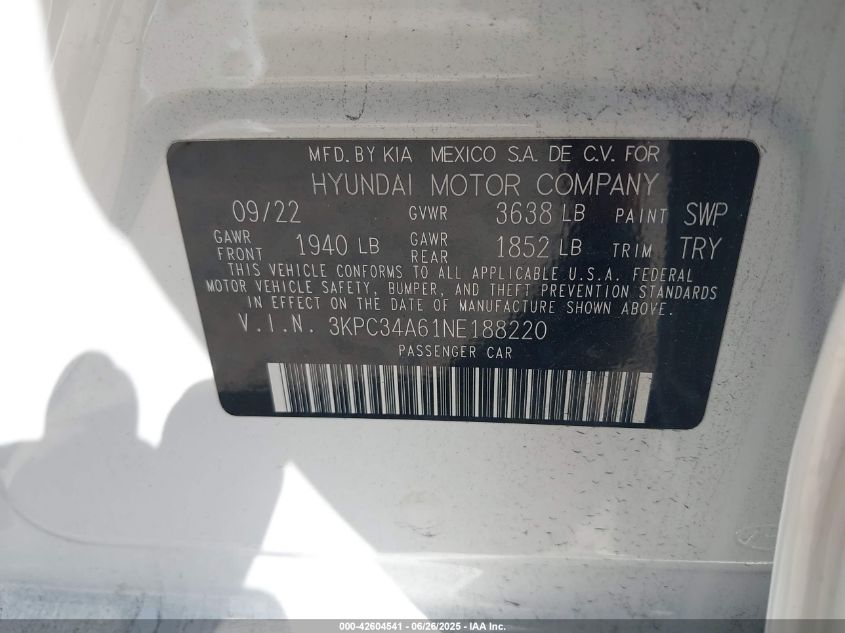 MFD. BY KIA MEXICO S.A. DE C.V. FOR
HYUNDAI MOTOR COMPANY
09/22 GVWR 3638 LB PAINT SWP
GAWR FRONT 1940 LB GAWR REAR 1852 LB TRIM TRY
THIS VEHICLE CONFORMS TO ALL APPLICABLE U.S.A. FEDERAL
MOTOR VEHICLE SAFETY, BUMPER, AND THEFT PREVENTION STANDARDS
IN EFFECT ON THE DATE OF MANUFACTURE SHOWN ABOVE.
V.I.N. 3KPC34A61NE188220
PASSENGER CAR
000-42604541 - 06/26/2025 - IAA Inc.